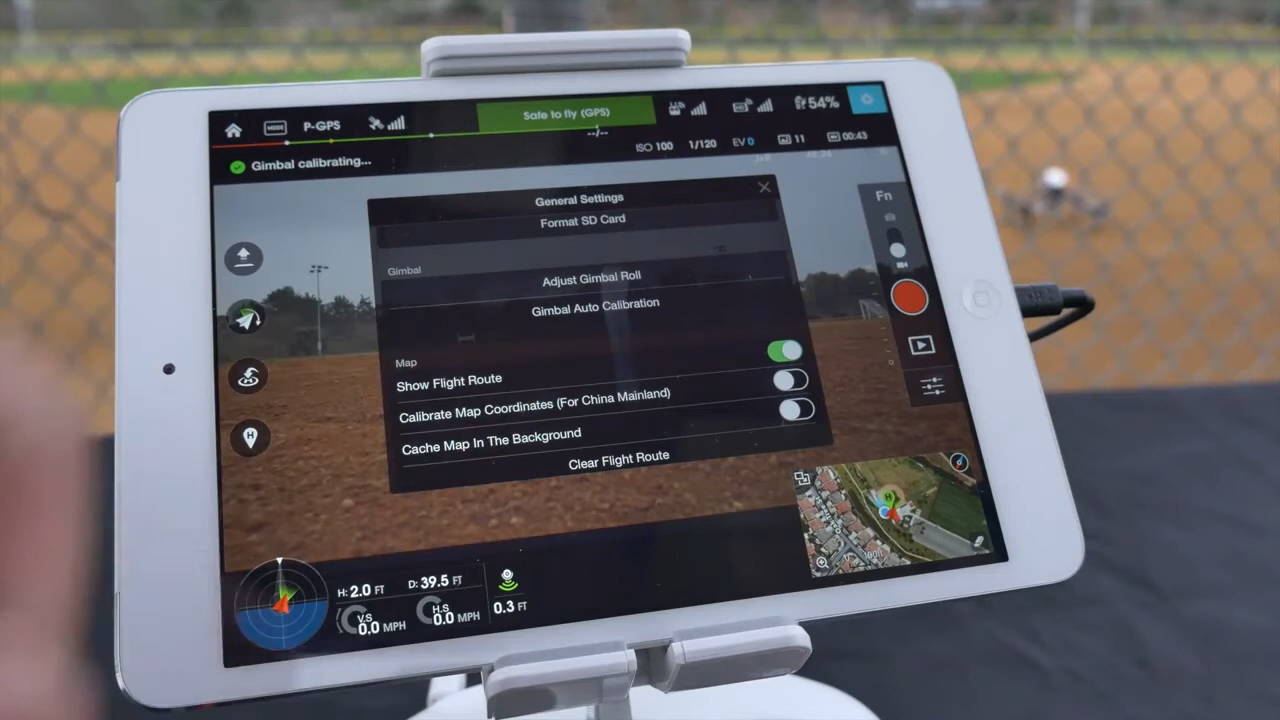 MODE P-GPS Safe to fly (GPS) HD 54%
--/--
ISO 100 1/120 EV 0 11 00:43
Gimbal calibrating...
General Settings
Format SD Card
Fn
Gimbal
Adjust Gimbal Roll
Gimbal Auto Calibration
Map
Show Flight Route
Calibrate Map Coordinates (For China Mainland)
Cache Map In The Background
Clear Flight Route
H
H
H: 2.0 FT D: 39.5 FT
V.S 0.0 MPH H.S 0.0 MPH 0.3 FT